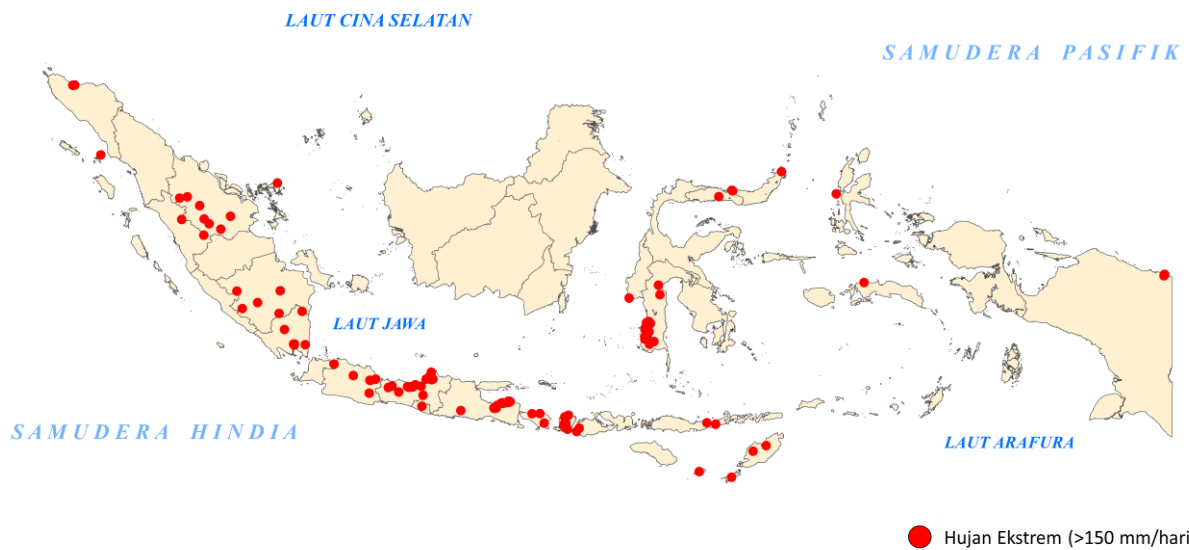 LAUT CINA SELATAN
SAMUDERA PASIFIK
LAUT JAWA
SAMUDERA HINDIA
LAUT ARAFURA
Hujan Ekstrem (>150 mm/hari